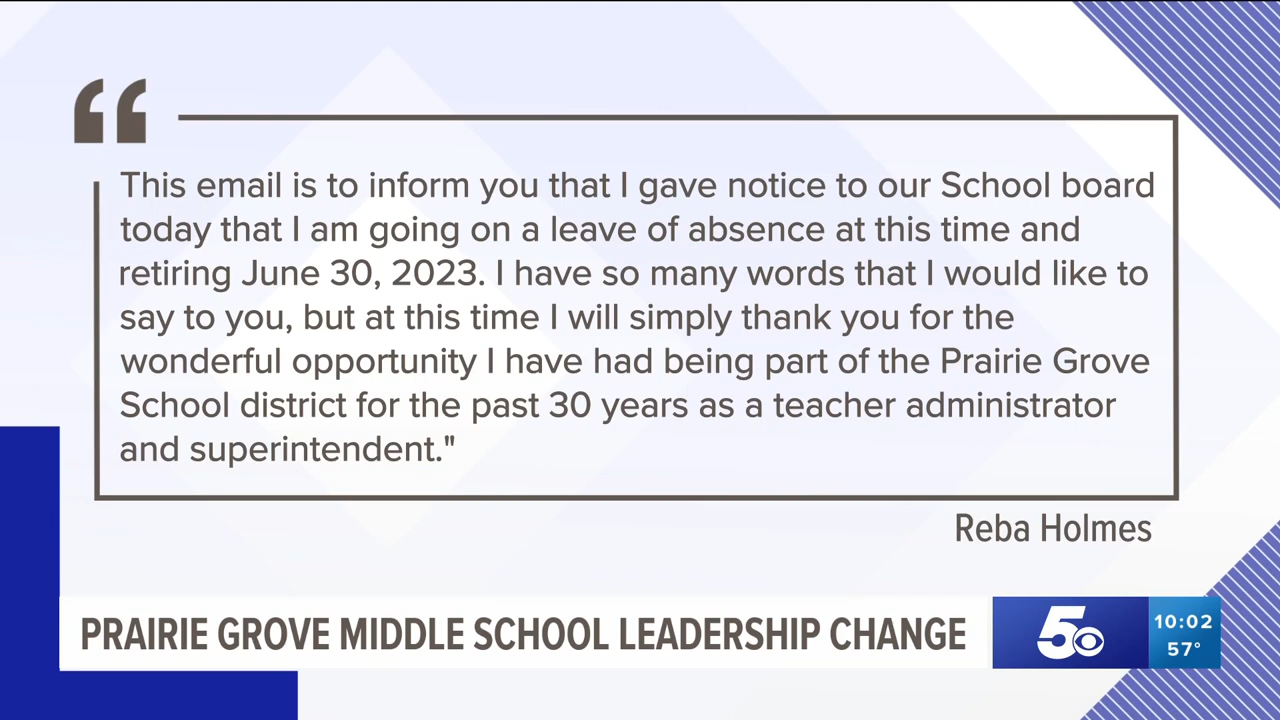 “
This email is to inform you that I gave notice to our School board
today that I am going on a leave of absence at this time and
retiring June 30, 2023. I have so many words that I would like to
say to you, but at this time I will simply thank you for the
wonderful opportunity I have had being part of the Prairie Grove
School district for the past 30 years as a teacher administrator
and superintendent."
Reba Holmes
PRAIRIE GROVE MIDDLE SCHOOL LEADERSHIP CHANGE
5
10:02
57°